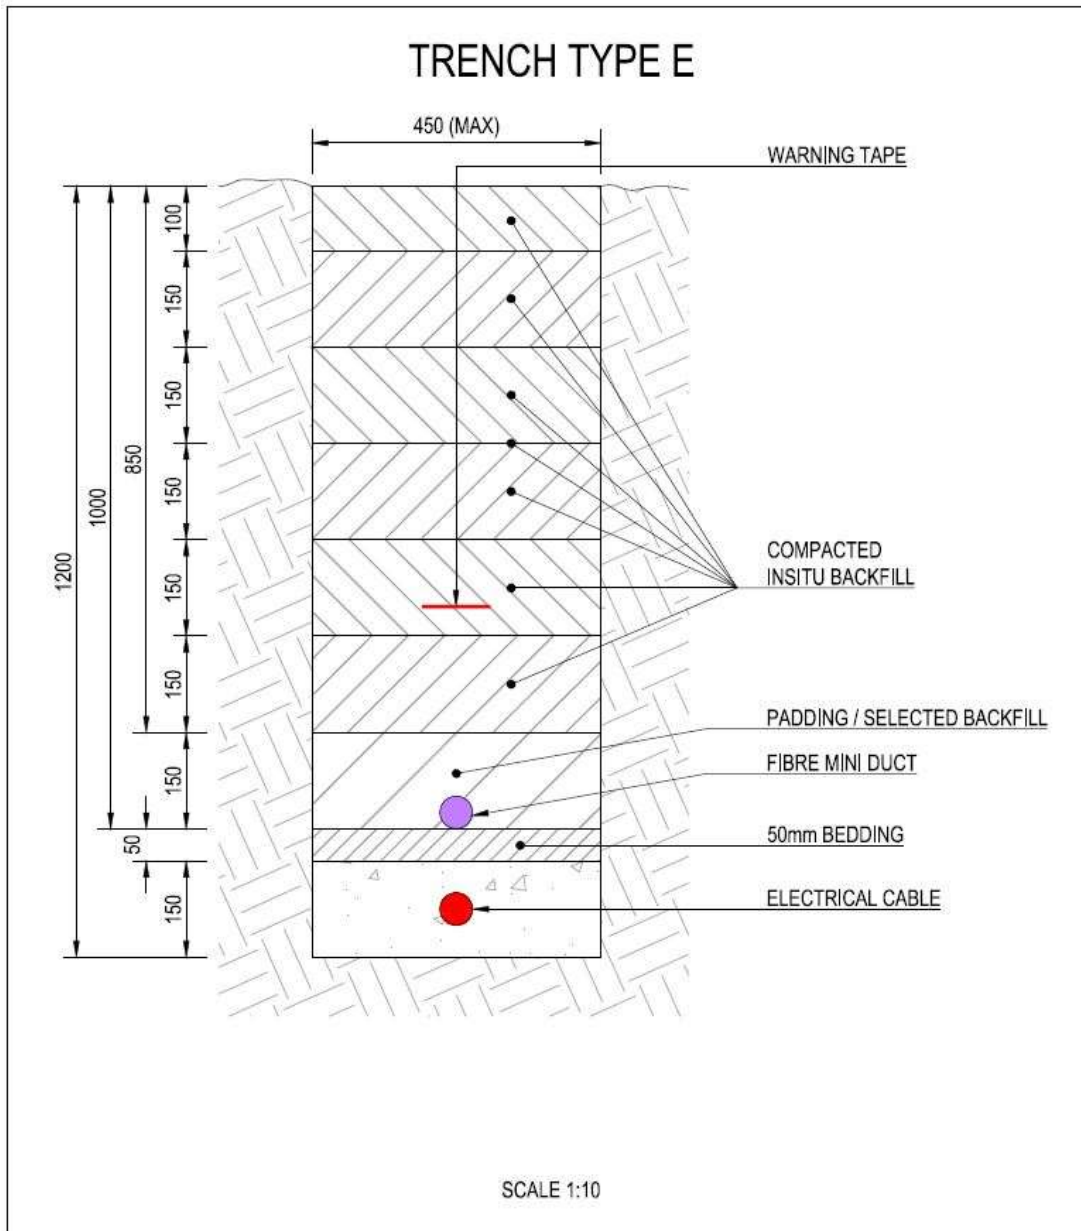 TRENCH TYPE E
450 (MAX)
WARNING TAPE
100
150
150
150
150
150
150
50
150
850
1000
1200
COMPACTED
INSITU BACKFILL
PADDING / SELECTED BACKFILL
FIBRE MINI DUCT
50mm BEDDING
ELECTRICAL CABLE
SCALE 1:10